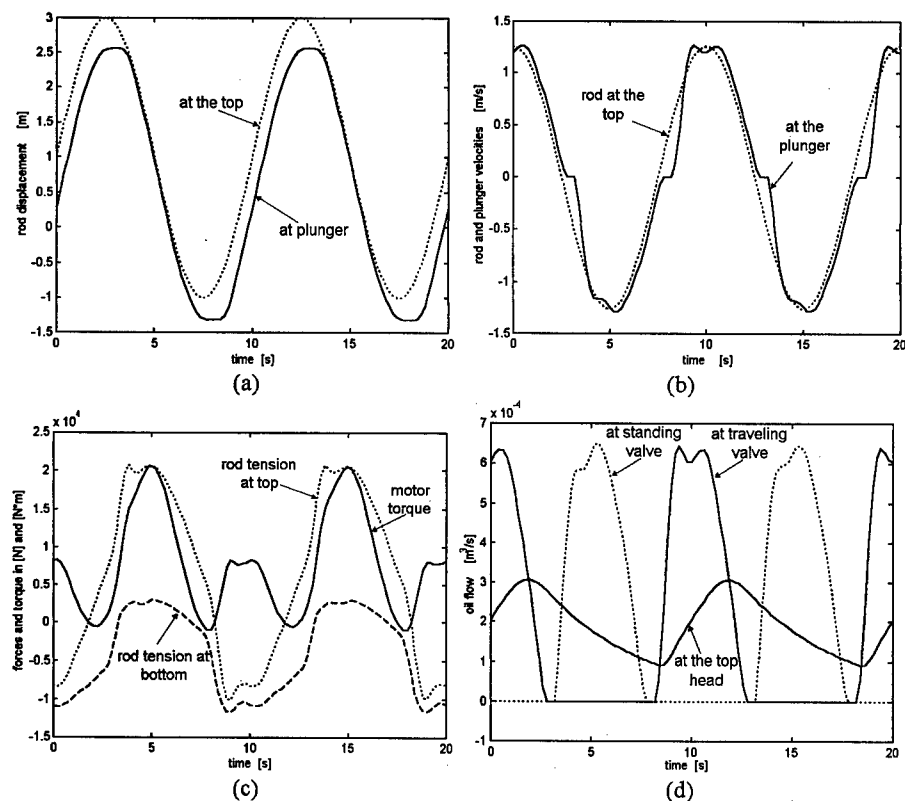 3
2.5
2
1.5
1
0.5
0
-0.5
-1
-1.5
rod displacement [m]
at the top
at plunger
0
5
10
15
20
time [s]
(a)
1.5
1
0.5
0
-0.5
-1
-1.5
rod and plunger velocities [m/s]
rod at the
top
at the
plunger
0
5
10
15
20
time [s]
(b)
x 10⁴
2.5
2.0
1.5
1.0
0.5
0
-0.5
-1.0
-1.5
forces and torque in [N] and [N*m]
rod tension
at top
motor
torque
rod tension at
bottom
0
5
10
15
20
time [s]
(c)
x 10⁻⁴
7
6
5
4
3
2
1
0
-1
oil flow [m³/s]
at standing
valve
at traveling
valve
at the top
head
0
5
10
15
20
time [s]
(d)